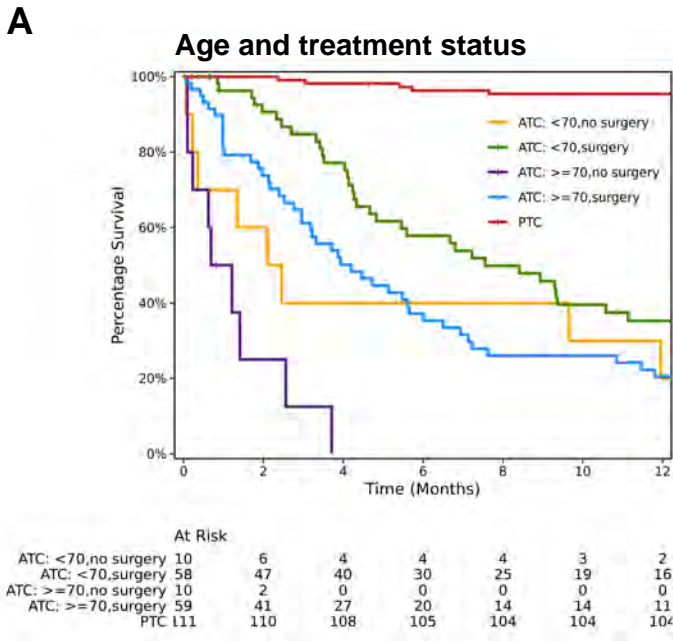 A
Age and treatment status
100%
80%
60%
40%
20%
0%
Percentage Survival
ATC: <70,no surgery
ATC: <70,surgery
ATC: >=70,no surgery
ATC: >=70,surgery
PTC
0 2 4 6 8 10 12
Time (Months)
At Risk
ATC: <70,no surgery 10 6 4 4 4 3 2
ATC: <70,surgery 58 47 40 30 25 19 16
ATC: >=70,no surgery 10 2 0 0 0 0 0
ATC: >=70,surgery 59 41 27 20 14 14 11
PTC 111 110 108 105 104 104 104